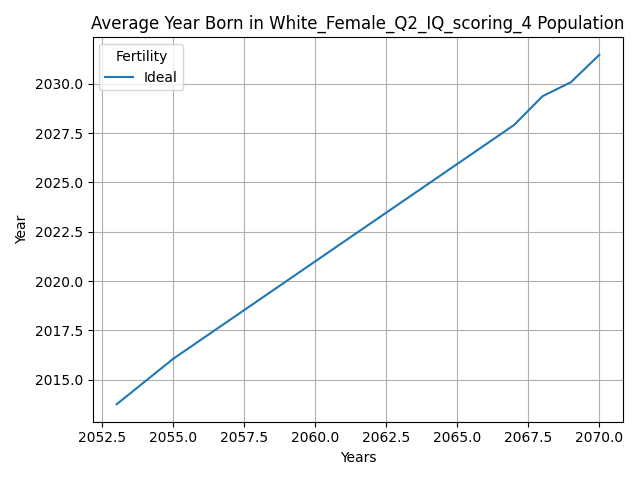 Average Year Born in White_Female_Q2_IQ_scoring_4 Population
Fertility
Ideal
Year
2030.0
2027.5
2025.0
2022.5
2020.0
2017.5
2015.0
2052.5 2055.0 2057.5 2060.0 2062.5 2065.0 2067.5 2070.0
Years